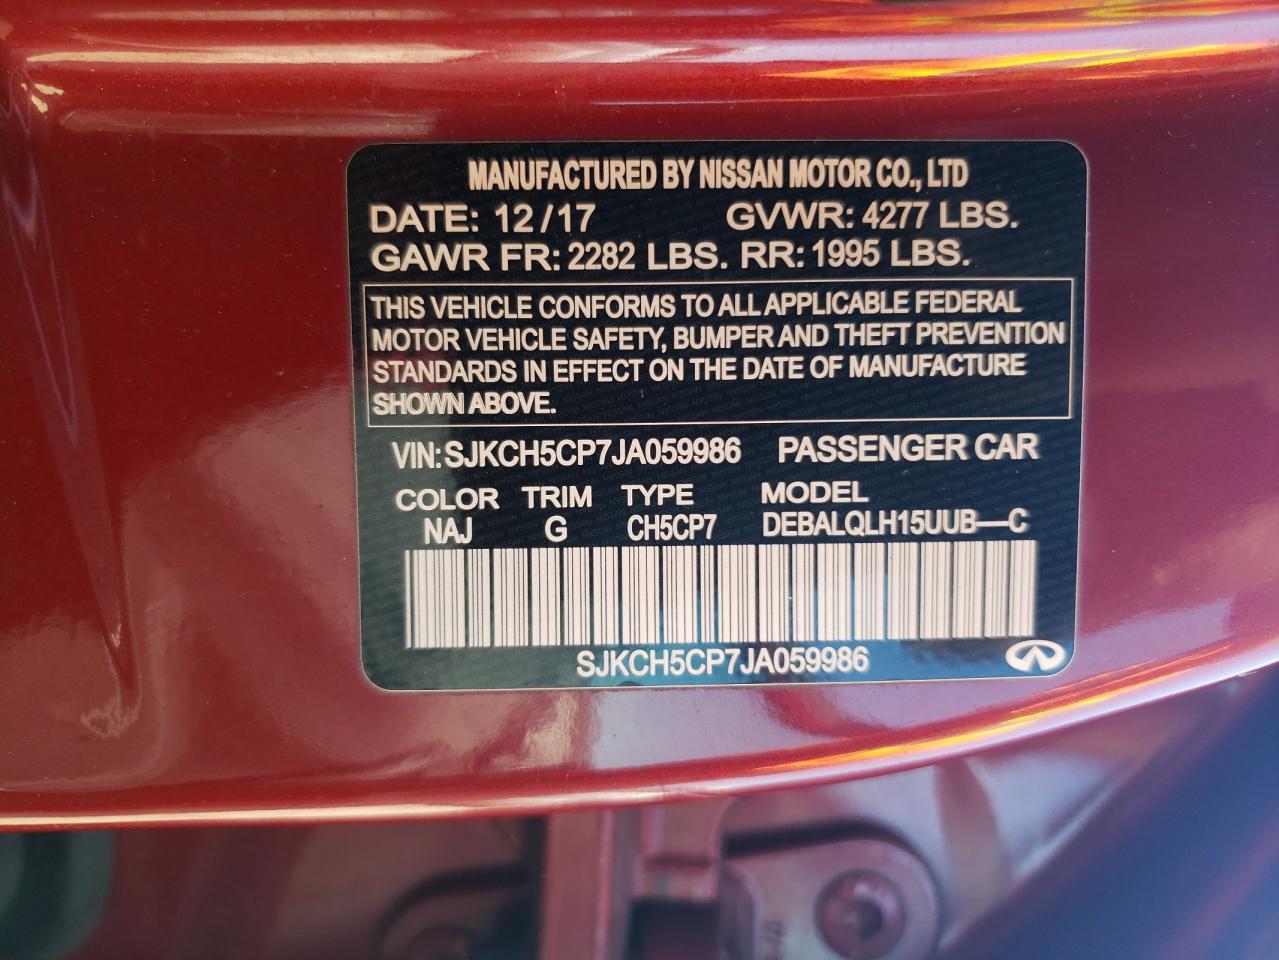 MANUFACTURED BY NISSAN MOTOR CO., LTD
DATE: 12/17 GVWR: 4277 LBS.
GAWR FR: 2282 LBS. RR: 1995 LBS.
THIS VEHICLE CONFORMS TO ALL APPLICABLE FEDERAL
MOTOR VEHICLE SAFETY, BUMPER AND THEFT PREVENTION
STANDARDS IN EFFECT ON THE DATE OF MANUFACTURE
SHOWN ABOVE.
VIN: SJKCH5CP7JA059986 PASSENGER CAR
COLOR TRIM TYPE MODEL
NAJ G CH5CP7 DEBALQLH15UUB—C
SJKCH5CP7JA059986